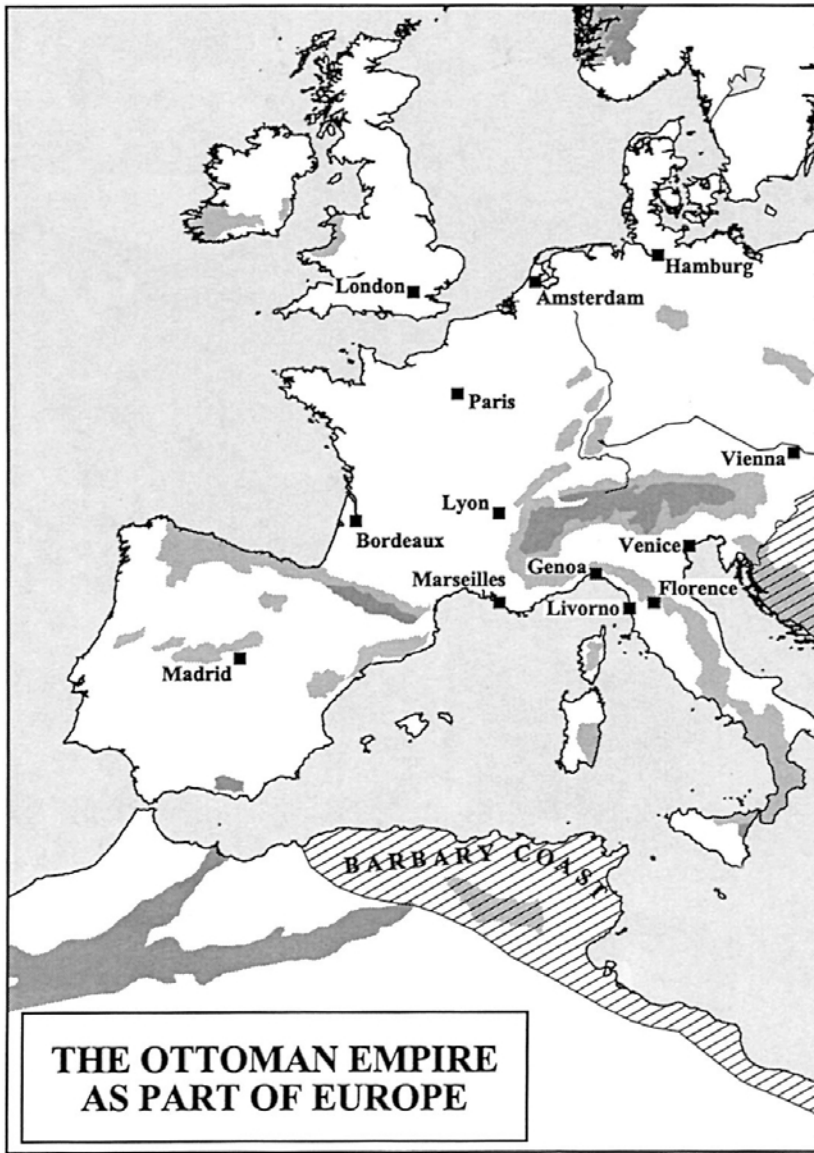 London
Hamburg
Amsterdam
Paris
Vienna
Lyon
Bordeaux
Venice
Genoa
Marseilles
Florence
Livorno
Madrid
BARBARY COAST
THE OTTOMAN EMPIRE
AS PART OF EUROPE